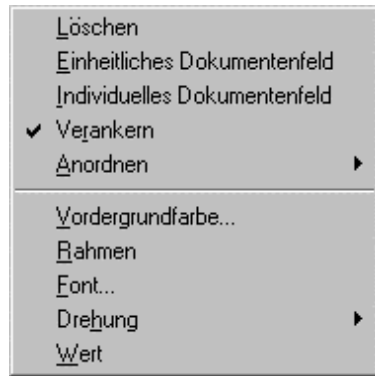 Löschen
Einheitliches Dokumentenfeld
Individuelles Dokumentenfeld
Verankern
Anordnen
Vordergrundfarbe...
Rahmen
Font...
Drehung
Wert